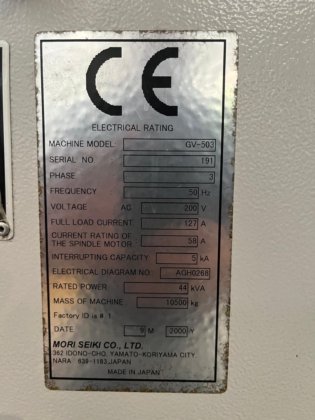 CE
ELECTRICAL RATING
MACHINE MODEL GV-503
SERIAL NO. 191
PHASE 3
FREQUENCY 50 Hz
VOLTAGE AC 200 V
FULL LOAD CURRENT 127 A
CURRENT RATING OF
THE SPINDLE MOTOR 58 A
INTERRUPTING CAPACITY 5 kA
ELECTRICAL DIAGRAM NO. AGH0268
RATED POWER 44 kVA
MASS OF MACHINE 10500 kg
Factory ID is # 1
DATE 9 M 2000 Y
MORI SEIKI CO., LTD.
362 IDONO-CHO, YAMATO-KORIYAMA CITY
NARA 639-1183, JAPAN
MADE IN JAPAN